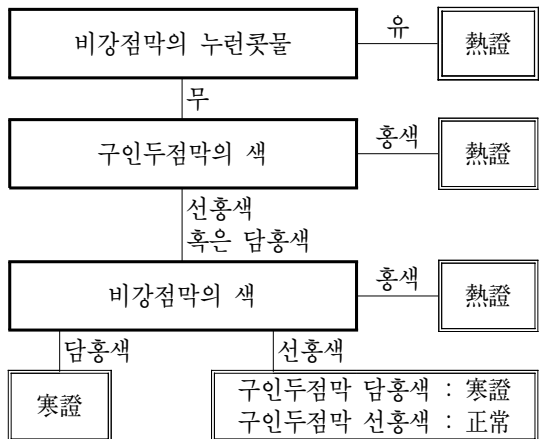 비강점막의 누런콧물
유
熱證
무
구인두점막의 색
홍색
熱證
선홍색
혹은 담홍색
비강점막의 색
홍색
熱證
담홍색
선홍색
寒證
구인두점막 담홍색 : 寒證
구인두점막 선홍색 : 正常